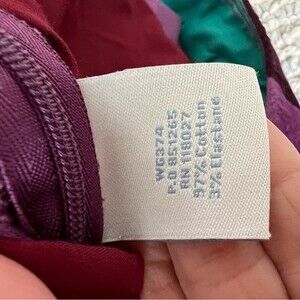 WG374
P.O 851265
RN 118027
97% Cotton
3% Elastane